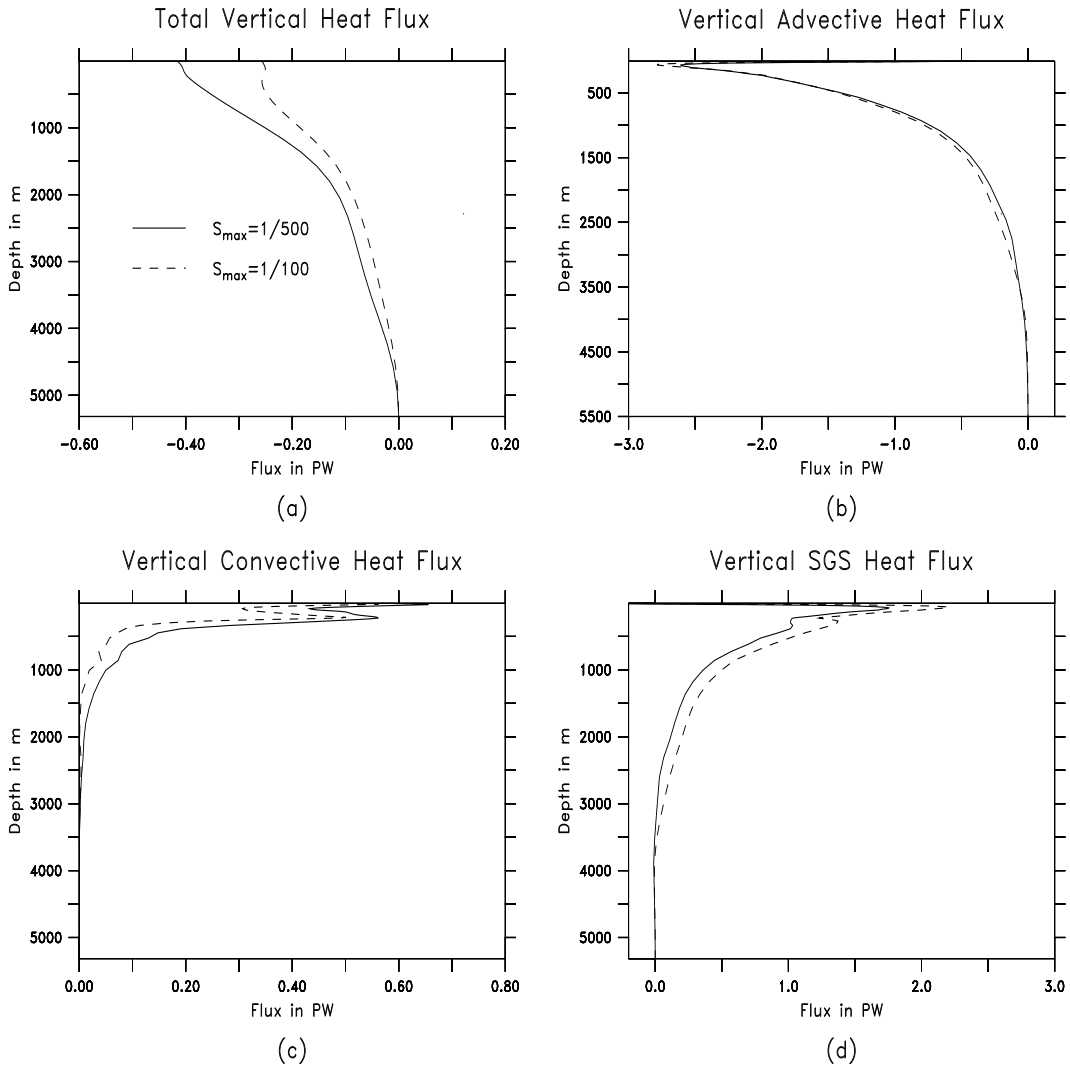 Total Vertical Heat Flux
Depth in m
1000
2000
3000
4000
5000
S_max=1/500
S_max=1/100
-0.60 -0.40 -0.20 0.00 0.20
Flux in PW
(a)
Vertical Advective Heat Flux
Depth in m
500
1500
2500
3500
4500
5500
-3.0 -2.0 -1.0 0.0
Flux in PW
(b)
Vertical Convective Heat Flux
Depth in m
1000
2000
3000
4000
5000
0.00 0.20 0.40 0.60 0.80
Flux in PW
(c)
Vertical SGS Heat Flux
Depth in m
1000
2000
3000
4000
5000
0.0 1.0 2.0 3.0
Flux in PW
(d)